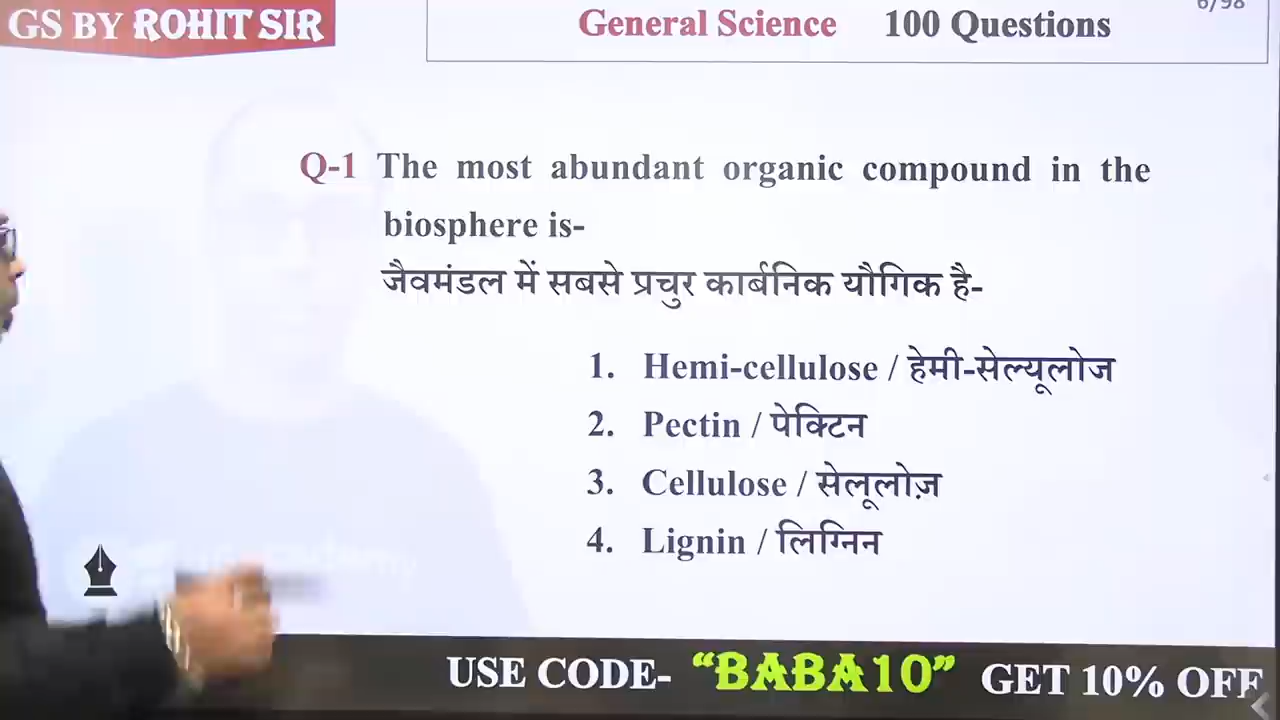 GS BY ROHIT SIR
General Science 100 Questions
6/98
Q-1 The most abundant organic compound in the
biosphere is-
जैवमंडल में सबसे प्रचुर कार्बनिक यौगिक है-
1. Hemi-cellulose / हेमी-सेल्यूलोज
2. Pectin / पेक्टिन
3. Cellulose / सेलूलोज़
4. Lignin / लिग्निन
USE CODE- “BABA10” GET 10% OFF